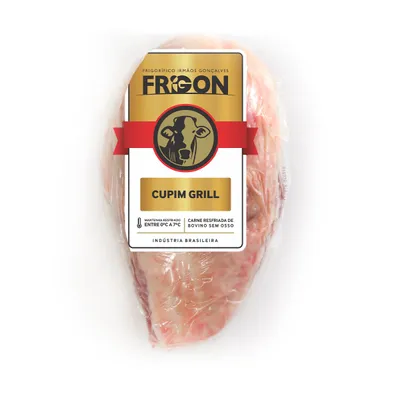 FRIGORÍFICO IRMÃOS GONÇALVES
FRIGON
CUPIM GRILL
MANTENHA RESFRIADO
ENTRE 0°C A 7°C
CARNE RESFRIADA DE
BOVINO SEM OSSO
INDÚSTRIA BRASILEIRA